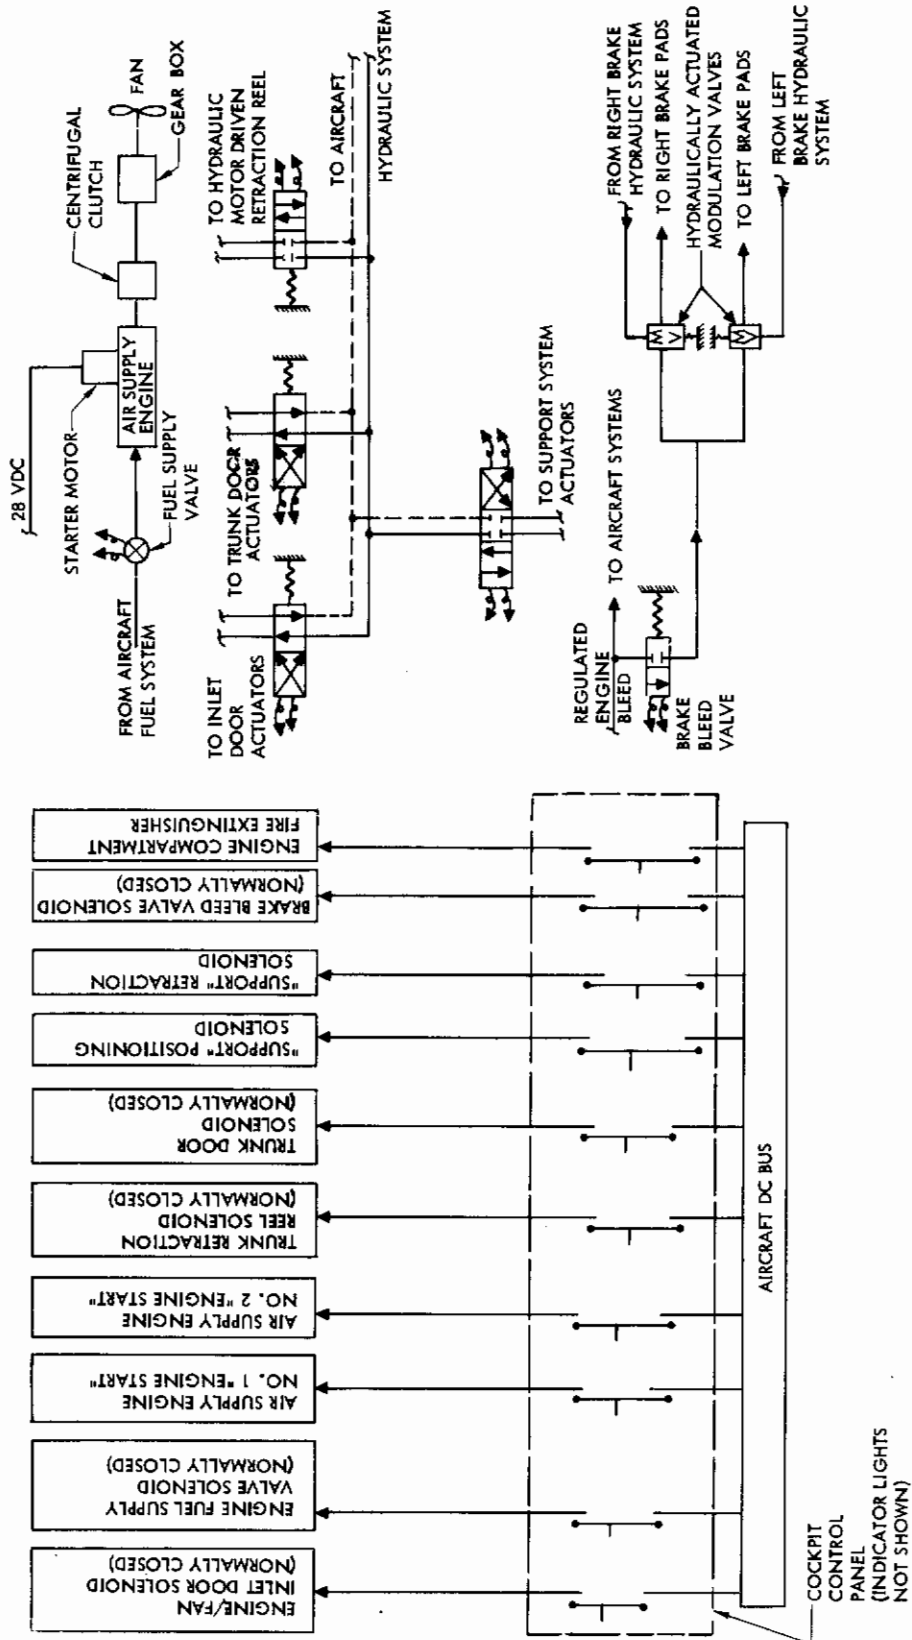 28 VDC
STARTER MOTOR
CENTRIFUGAL
CLUTCH
FAN
GEAR BOX
AIR SUPPLY
ENGINE
FUEL SUPPLY
VALVE
FROM AIRCRAFT
FUEL SYSTEM
TO INLET
DOOR
ACTUATORS
TO TRUNK DOOR
ACTUATORS
TO HYDRAULIC
MOTOR DRIVEN
RETRACTION REEL
TO AIRCRAFT
HYDRAULIC SYSTEM
TO SUPPORT SYSTEM
ACTUATORS
REGULATED
ENGINE
BLEED
TO AIRCRAFT SYSTEMS
BRAKE
BLEED
VALVE
FROM RIGHT BRAKE
HYDRAULIC SYSTEM
TO RIGHT BRAKE PADS
HYDRAULICALLY ACTUATED
MODULATION VALVES
TO LEFT BRAKE PADS
FROM LEFT
BRAKE HYDRAULIC
SYSTEM
M
V
M
V
ENGINE/FAN
INLET DOOR SOLENOID
(NORMALLY CLOSED)
ENGINE FUEL SUPPLY
VALVE SOLENOID
(NORMALLY CLOSED)
AIR SUPPLY ENGINE
NO. 1 "ENGINE START"
AIR SUPPLY ENGINE
NO. 2 "ENGINE START"
TRUNK RETRACTION
REEL SOLENOID
(NORMALLY CLOSED)
TRUNK DOOR
SOLENOID
(NORMALLY CLOSED)
"SUPPORT" POSITIONING
SOLENOID
"SUPPORT" RETRACTION
SOLENOID
BRAKE BLEED VALVE SOLENOID
(NORMALLY CLOSED)
ENGINE COMPARTMENT
FIRE EXTINGUISHER
AIRCRAFT DC BUS
COCKPIT
CONTROL
PANEL
(INDICATOR LIGHTS
NOT SHOWN)